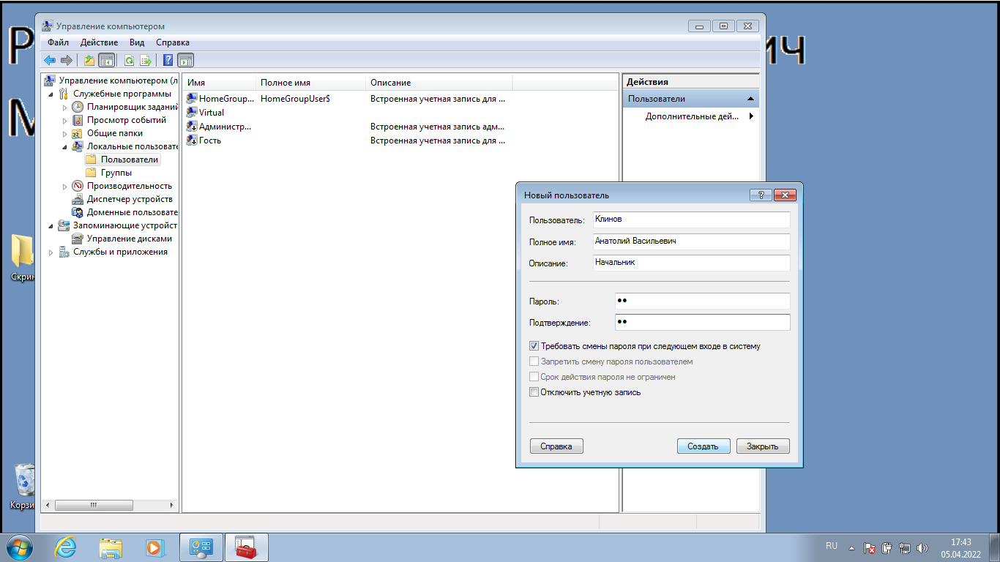 Управление компьютером
Файл Действие Вид Справка
Управление компьютером (л
Служебные программы
Планировщик заданий
Просмотр событий
Общие папки
Локальные пользовате
Пользователи
Группы
Производительность
Диспетчер устройств
Доменные пользовате
Запоминающие устройст
Управление дисками
Службы и приложения
Имя Полное имя Описание
HomeGroup... HomeGroupUser$ Встроенная учетная запись для ...
Virtual
Администр... Встроенная учетная запись адм...
Гость Встроенная учетная запись для ...
Действия
Пользователи
Дополнительные дей...
Новый пользователь
Пользователь: Клинов
Полное имя: Анатолий Васильевич
Описание: Начальник
Пароль: ●●
Подтверждение: ●●
Требовать смены пароля при следующем входе в систему
Запретить смену пароля пользователем
Срок действия пароля не ограничен
Отключить учетную запись
Справка Создать Закрыть
Р
ич
М
Скрин
Корзи
RU
17:43
05.04.2022